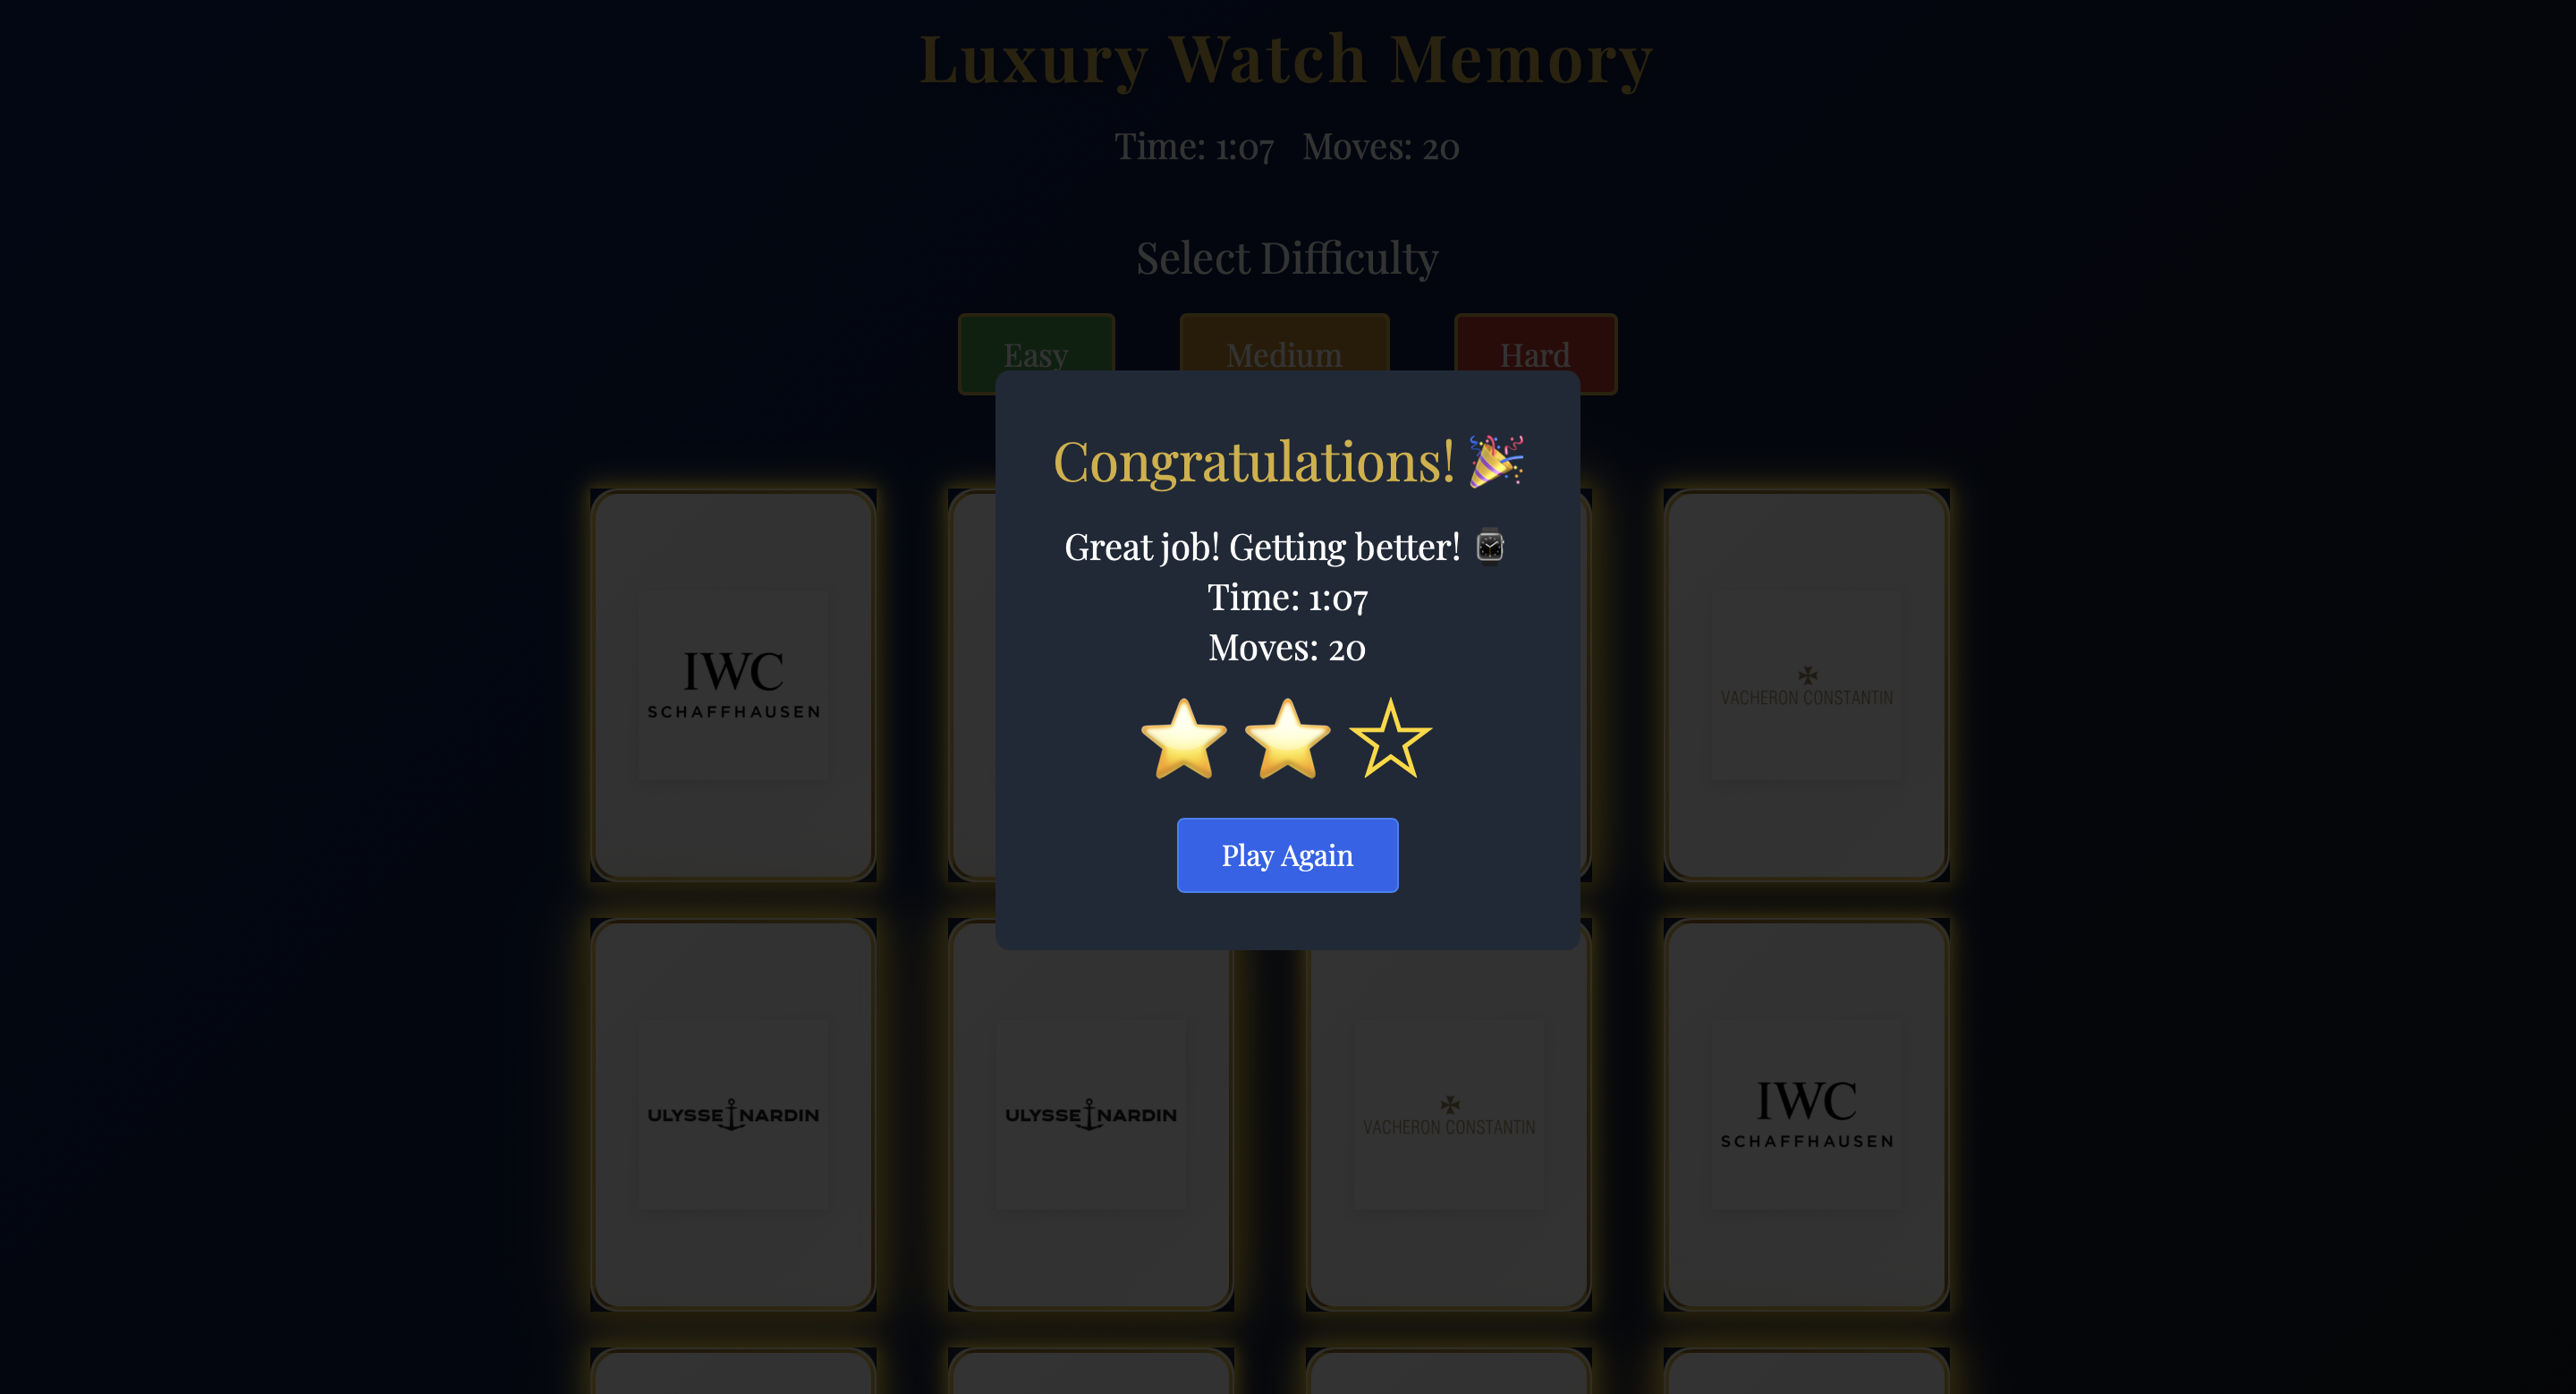 Luxury Watch Memory
Time: 1:07 Moves: 20
Select Difficulty
Easy Medium Hard
Congratulations! 🎉
Great job! Getting better! ⌚
Time: 1:07
Moves: 20
⭐⭐☆
Play Again
IWC
SCHAFFHAUSEN
VACHERON CONSTANTIN
ULYSSE NARDIN
ULYSSE NARDIN
VACHERON CONSTANTIN
IWC
SCHAFFHAUSEN